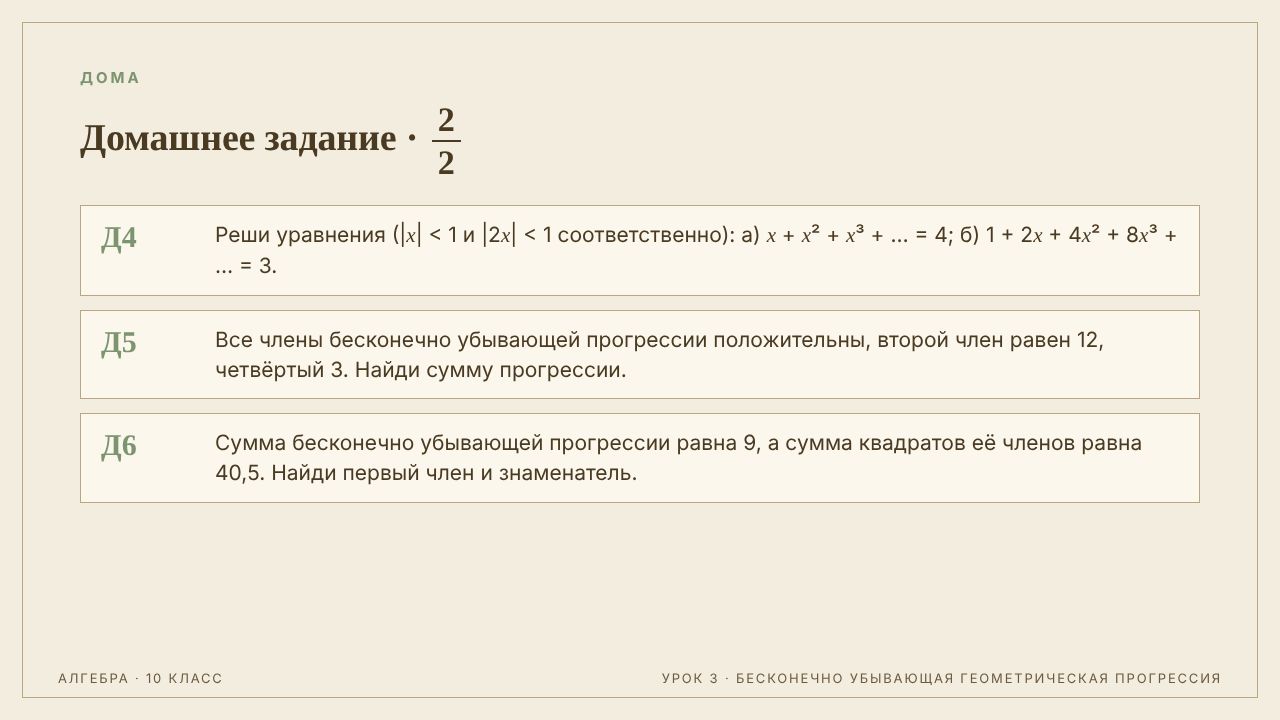 ДОМА
Домашнее задание · 2/2
Д4
Реши уравнения (|x| < 1 и |2x| < 1 соответственно): а) x + x² + x³ + … = 4; б) 1 + 2x + 4x² + 8x³ +
… = 3.
Д5
Все члены бесконечно убывающей прогрессии положительны, второй член равен 12,
четвёртый 3. Найди сумму прогрессии.
Д6
Сумма бесконечно убывающей прогрессии равна 9, а сумма квадратов её членов равна
40,5. Найди первый член и знаменатель.
АЛГЕБРА · 10 КЛАСС
УРОК 3 · БЕСКОНЕЧНО УБЫВАЮЩАЯ ГЕОМЕТРИЧЕСКАЯ ПРОГРЕССИЯ